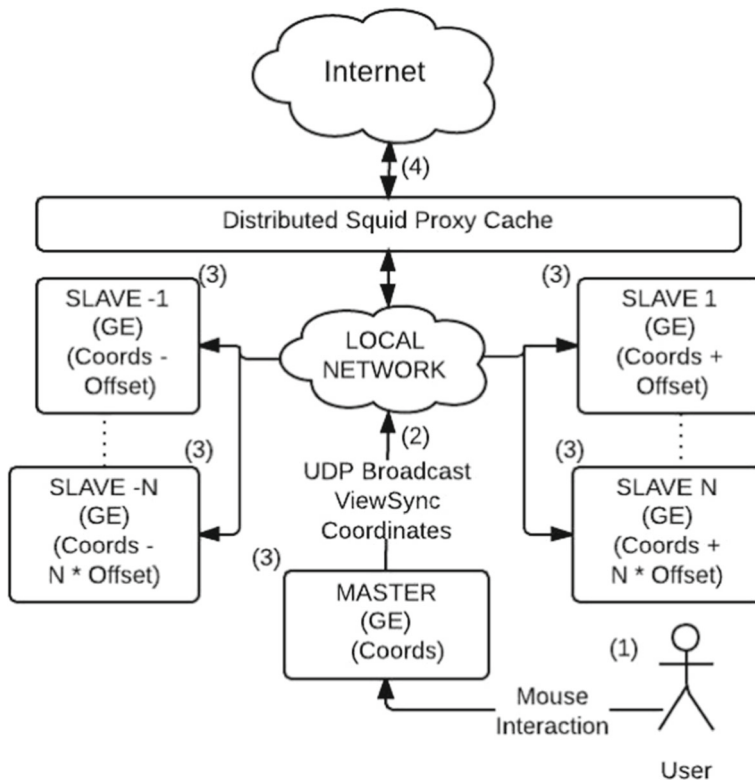 Internet
(4)
Distributed Squid Proxy Cache
(3)
SLAVE -1
(GE)
(Coords -
Offset)
LOCAL
NETWORK
(3)
SLAVE 1
(GE)
(Coords +
Offset)
(2)
UDP Broadcast
ViewSync
Coordinates
(3)
SLAVE -N
(GE)
(Coords -
N * Offset)
(3)
SLAVE N
(GE)
(Coords +
N * Offset)
(3)
MASTER
(GE)
(Coords)
(1)
Mouse
Interaction
User